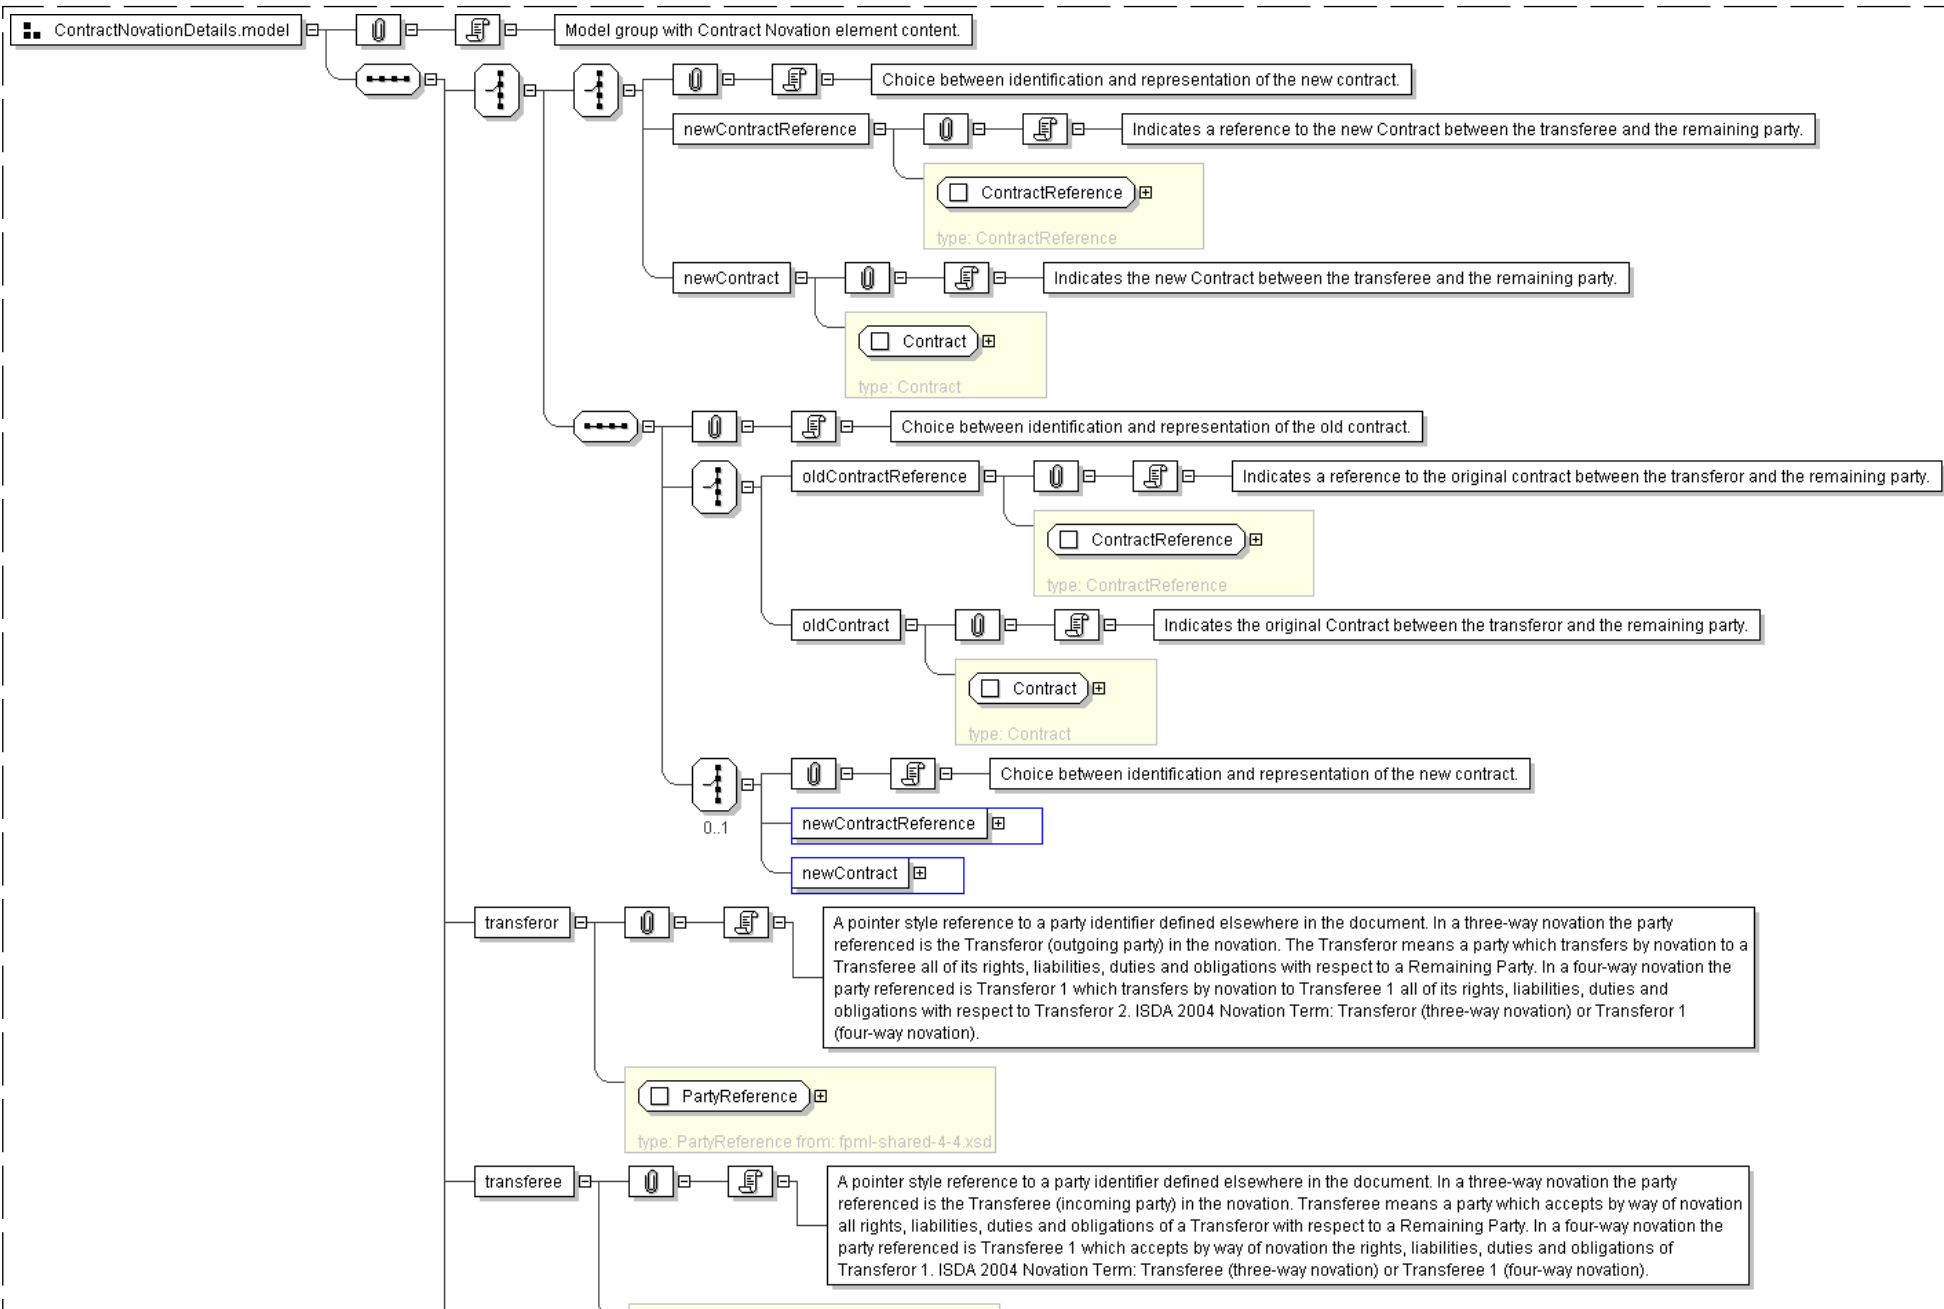 ContractNovationDetails.model
Model group with Contract Novation element content.
Choice between identification and representation of the new contract.
newContractReference
Indicates a reference to the new Contract between the transferee and the remaining party.
ContractReference
type: ContractReference
newContract
Indicates the new Contract between the transferee and the remaining party.
Contract
type: Contract
Choice between identification and representation of the old contract.
oldContractReference
Indicates a reference to the original contract between the transferor and the remaining party.
ContractReference
type: ContractReference
oldContract
Indicates the original Contract between the transferor and the remaining party.
Contract
type: Contract
Choice between identification and representation of the new contract.
0..1
newContractReference
newContract
transferor
A pointer style reference to a party identifier defined elsewhere in the document. In a three-way novation the party
referenced is the Transferor (outgoing party) in the novation. The Transferor means a party which transfers by novation to a
Transferee all of its rights, liabilities, duties and obligations with respect to a Remaining Party. In a four-way novation the
party referenced is Transferor 1 which transfers by novation to Transferee 1 all of its rights, liabilities, duties and
obligations with respect to Transferor 2. ISDA 2004 Novation Term: Transferor (three-way novation) or Transferor 1
(four-way novation).
PartyReference
type: PartyReference from: fpml-shared-4-4.xsd
transferee
A pointer style reference to a party identifier defined elsewhere in the document. In a three-way novation the party
referenced is the Transferee (incoming party) in the novation. Transferee means a party which accepts by way of novation
all rights, liabilities, duties and obligations of a Transferor with respect to a Remaining Party. In a four-way novation the
party referenced is Transferee 1 which accepts by way of novation the rights, liabilities, duties and obligations of
Transferor 1. ISDA 2004 Novation Term: Transferee (three-way novation) or Transferee 1 (four-way novation).